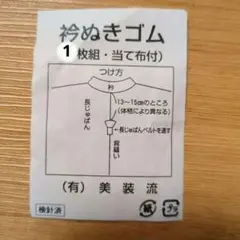 衿ぬきゴム
1枚組・当て布付)
つけ方
衿
長じゅばん
13〜15cmのところ
(体格により異なる)
長じゅばんベルトを通す
背縫い
(有) 美装流
検針済
紙
プラ